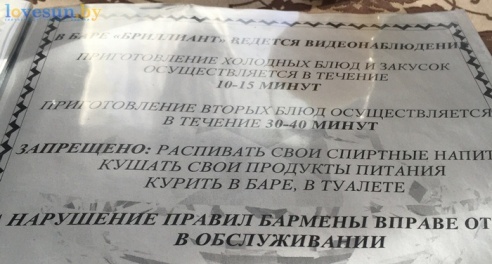 lovesun.by
В БАРЕ «БРИЛЛИАНТ» ВЕДЕТСЯ ВИДЕОНАБЛЮДЕНИ
ПРИГОТОВЛЕНИЕ ХОЛОДНЫХ БЛЮД И ЗАКУСОК
ОСУЩЕСТВЛЯЕТСЯ В ТЕЧЕНИЕ
10-15 МИНУТ
ПРИГОТОВЛЕНИЕ ВТОРЫХ БЛЮД ОСУЩЕСТВЛЯЕТСЯ
В ТЕЧЕНИЕ 30-40 МИНУТ
ЗАПРЕЩЕНО: РАСПИВАТЬ СВОИ СПИРТНЫЕ НАПИТ
КУШАТЬ СВОИ ПРОДУКТЫ ПИТАНИЯ
КУРИТЬ В БАРЕ, В ТУАЛЕТЕ
НАРУШЕНИЕ ПРАВИЛ БАРМЕНЫ ВПРАВЕ ОТ
В ОБСЛУЖИВАНИИ